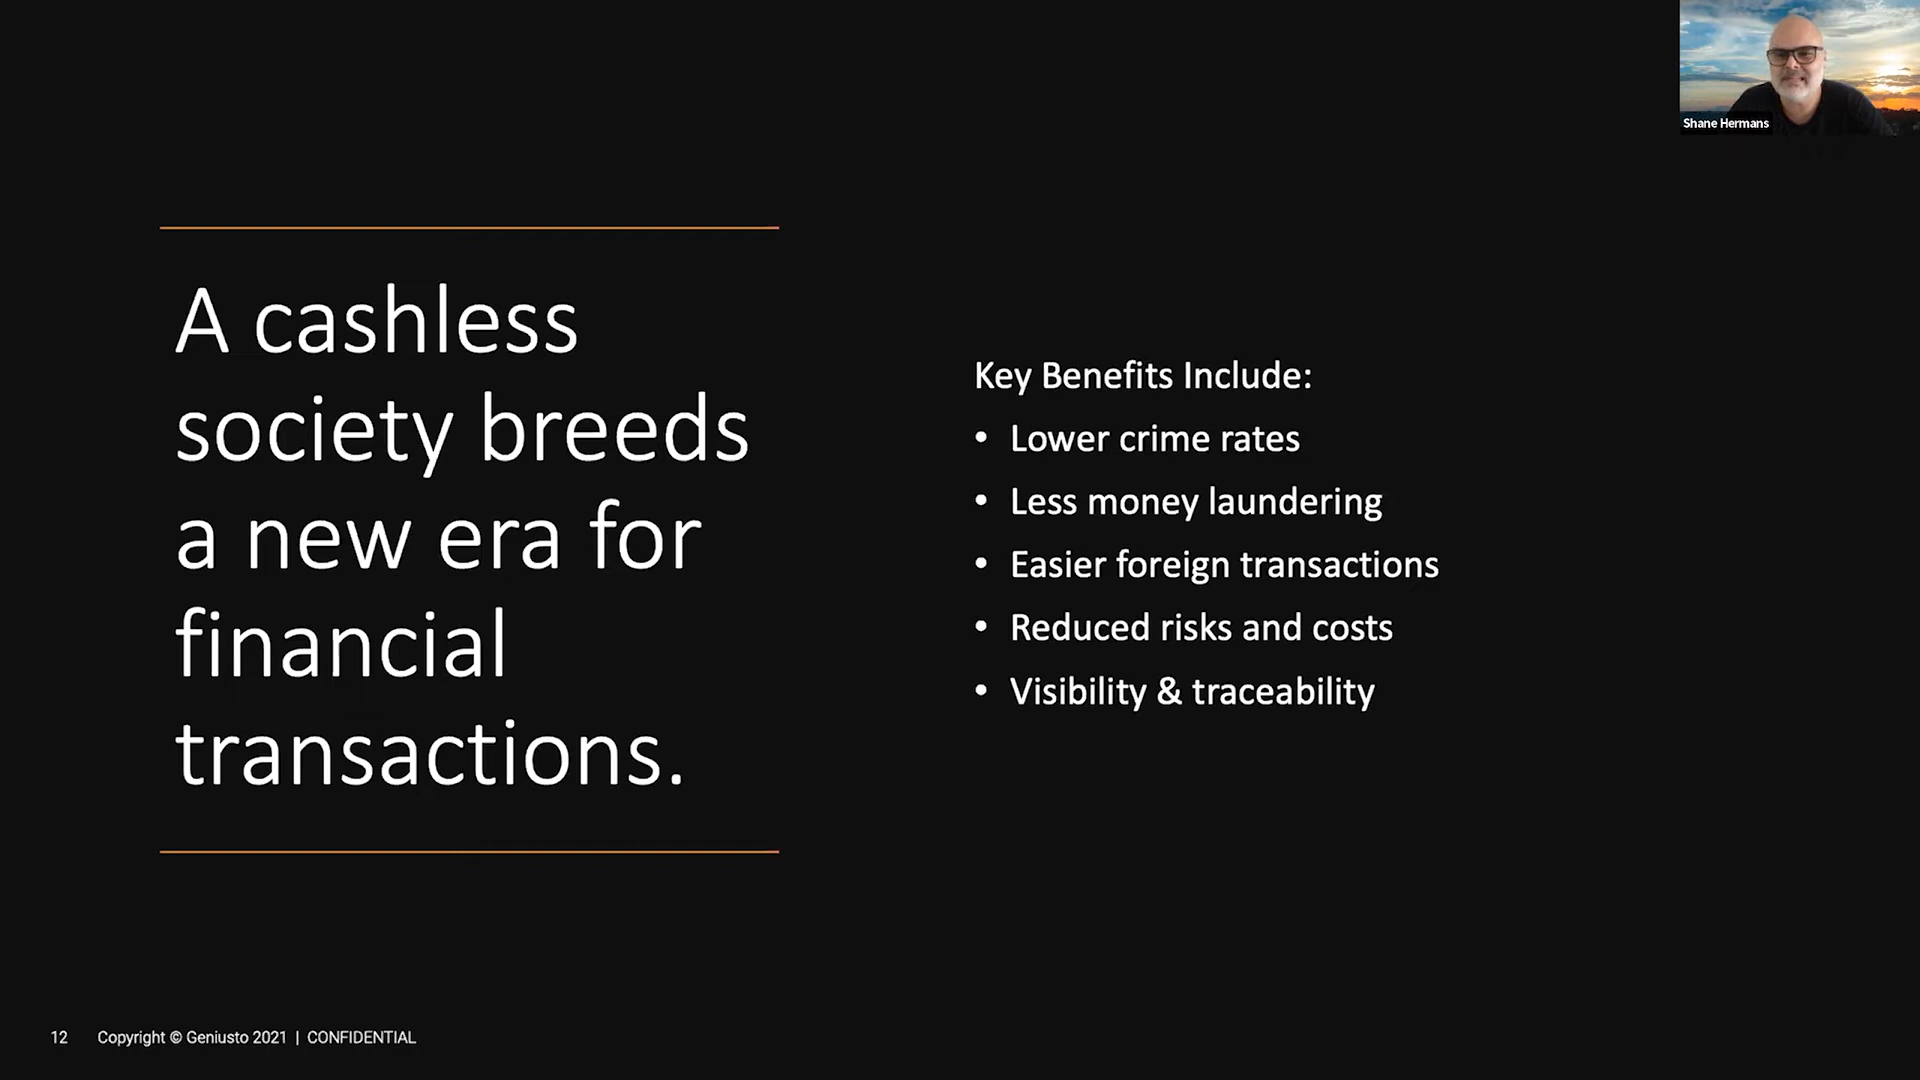 Shane Hermans
A cashless
society breeds
a new era for
financial
transactions.
Key Benefits Include:
• Lower crime rates
• Less money laundering
• Easier foreign transactions
• Reduced risks and costs
• Visibility & traceability
12 Copyright © Geniusto 2021 | CONFIDENTIAL